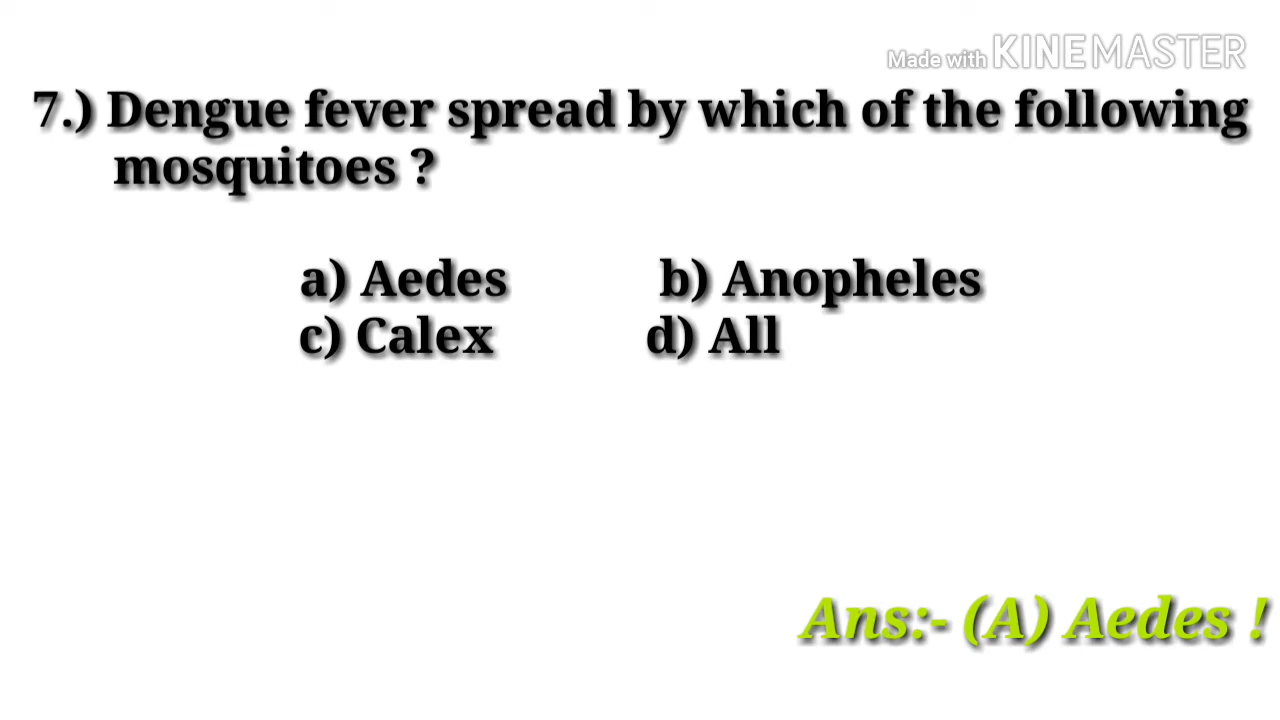 Made with KINEMASTER
7.) Dengue fever spread by which of the following
mosquitoes ?
a) Aedes b) Anopheles
c) Calex d) All
Ans:- (A) Aedes !